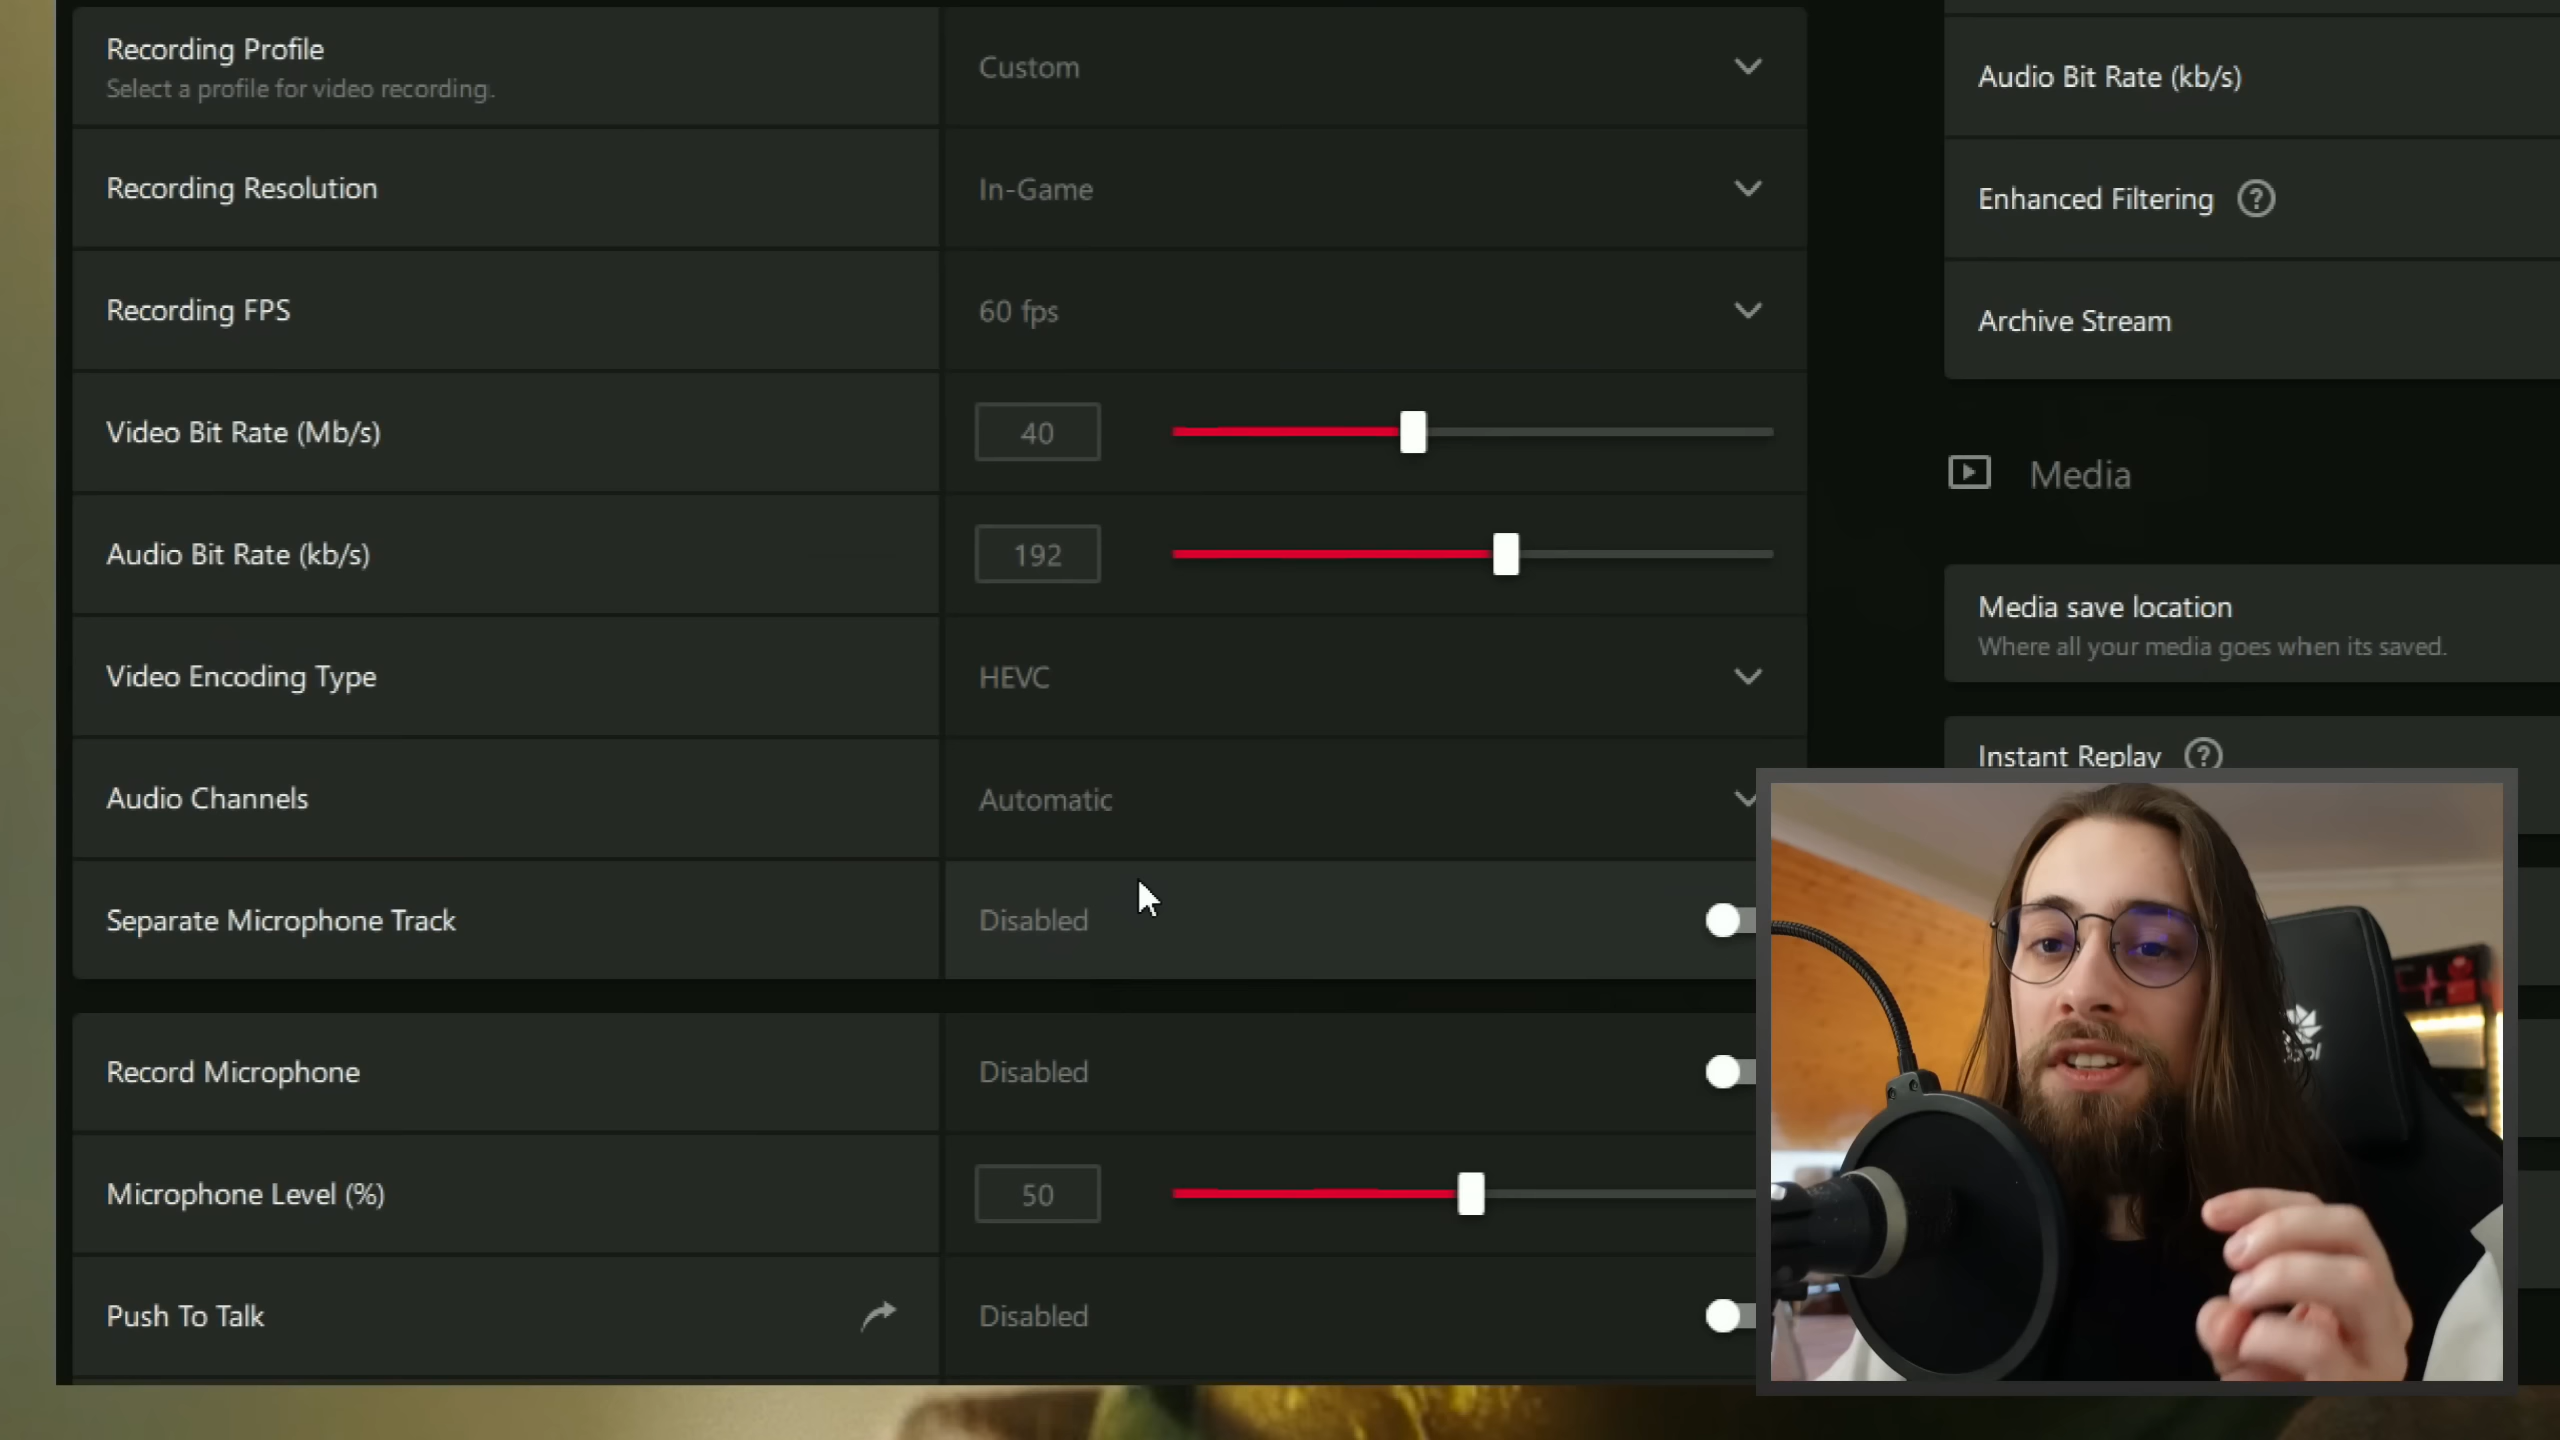 Recording Profile
Select a profile for video recording.
Custom
Recording Resolution
In-Game
Recording FPS
60 fps
Video Bit Rate (Mb/s)
40
Audio Bit Rate (kb/s)
192
Video Encoding Type
HEVC
Audio Channels
Automatic
Separate Microphone Track
Disabled
Record Microphone
Disabled
Microphone Level (%)
50
Push To Talk
Disabled
Audio Bit Rate (kb/s)
Enhanced Filtering ?
Archive Stream
Media
Media save location
Where all your media goes when its saved.
Instant Replay ?